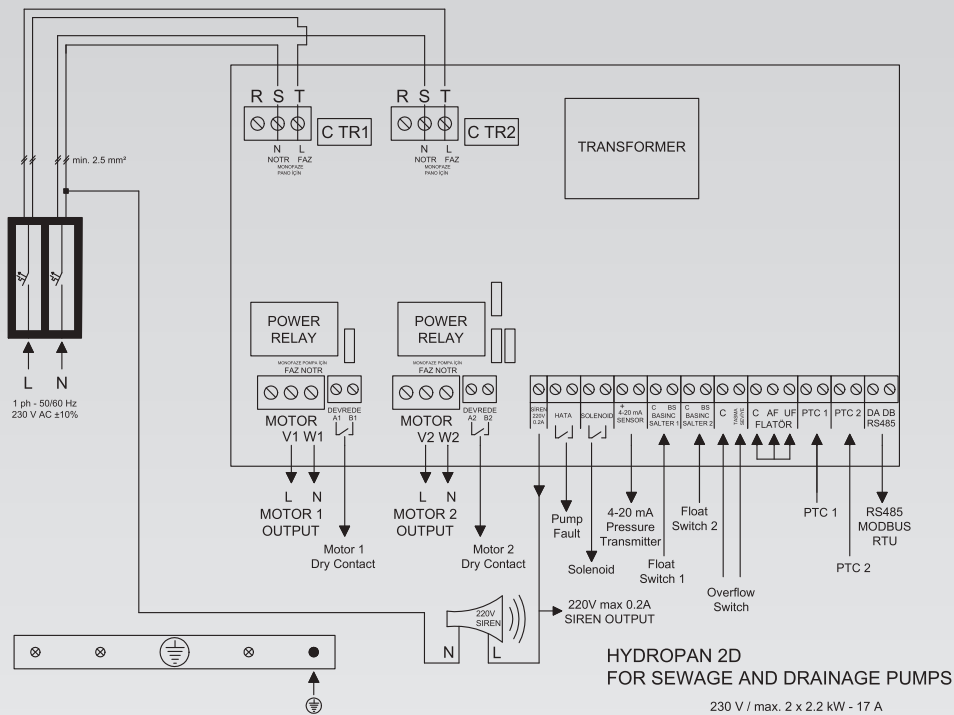 R S T
R S T
C TR1
C TR2
TRANSFORMER
N L
NOTR FAZ
MONOFAZE
PANO İÇİN
N L
NOTR FAZ
MONOFAZE
PANO İÇİN
min. 2.5 mm²
L N
1 ph - 50/60 Hz
230 V AC ±10%
POWER
RELAY
POWER
RELAY
MONOFAZE POMPA İÇİN
FAZ NOTR
MONOFAZE POMPA İÇİN
FAZ NOTR
MOTOR
V1 W1
DEVREDE
A1 B1
MOTOR
V2 W2
DEVREDE
A2 B2
SIREN
220V
0.2A
HATA
SOLENOID
+
4-20 mA
SENSOR
C BS
BASINC
SALTER 1
C BS
BASINC
SALTER 2
C
TASMA
SEVIYE
C AF UF
FLATÖR
PTC 1
PTC 2
DA DB
RS485
L N
MOTOR 1
OUTPUT
Motor 1
Dry Contact
L N
MOTOR 2
OUTPUT
Motor 2
Dry Contact
Pump
Fault
Solenoid
4-20 mA
Pressure
Transmitter
Float
Switch 1
Float
Switch 2
Overflow
Switch
PTC 1
PTC 2
RS485
MODBUS
RTU
220V
SIREN
N L
220V max 0.2A
SIREN OUTPUT
HYDROPAN 2D
FOR SEWAGE AND DRAINAGE PUMPS
230 V / max. 2 x 2.2 kW - 17 A